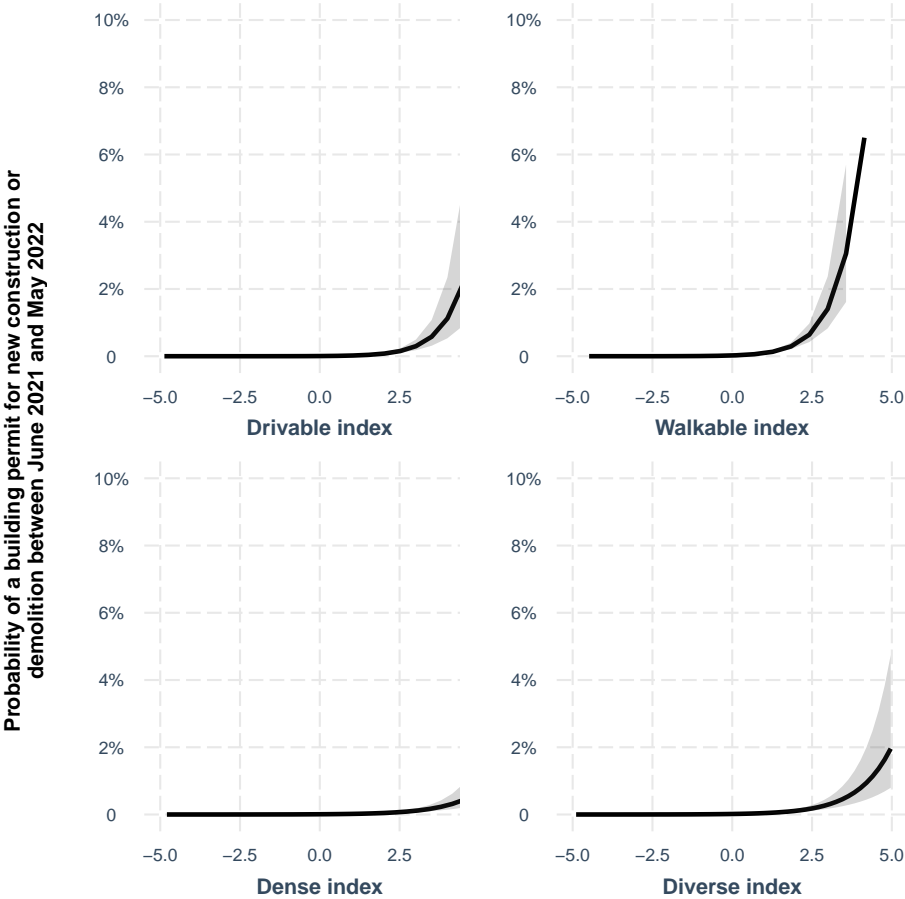 Probability of a building permit for new construction or
demolition between June 2021 and May 2022
10%
8%
6%
4%
2%
0
−5.0 −2.5 0.0 2.5
Drivable index
10%
8%
6%
4%
2%
0
−5.0 −2.5 0.0 2.5 5.0
Walkable index
10%
8%
6%
4%
2%
0
−5.0 −2.5 0.0 2.5
Dense index
10%
8%
6%
4%
2%
0
−5.0 −2.5 0.0 2.5 5.0
Diverse index